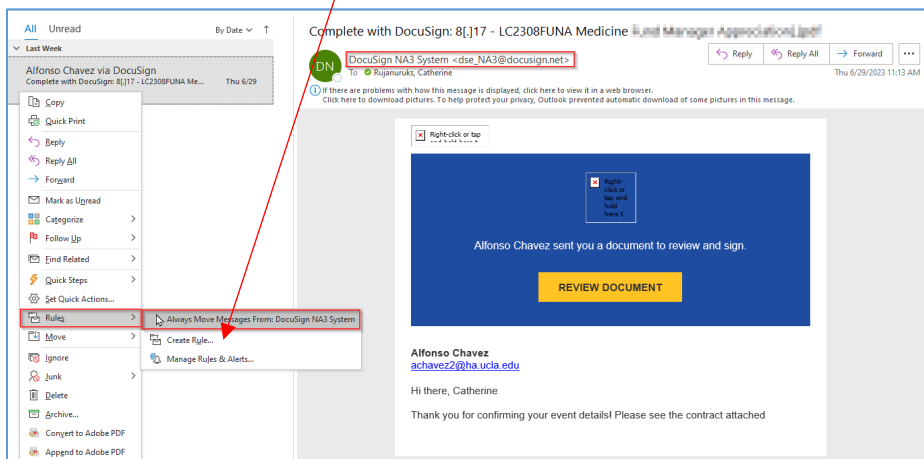 All Unread By Date ↑
Last Week
Alfonso Chavez via DocuSign
Complete with DocuSign: 8[.]17 - LC2308FUNA Me... Thu 6/29
Copy
Quick Print
Reply
Reply All
Forward
Mark as Unread
Categorize
Follow Up
Find Related
Quick Steps
Set Quick Actions...
Rules
Move
Ignore
Junk
Delete
Archive...
Convert to Adobe PDF
Append to Adobe PDF
Always Move Messages From: DocuSign NA3 System
Create Rule...
Manage Rules & Alerts...
Complete with DocuSign: 8[.]17 - LC2308FUNA Medicine
DN
DocuSign NA3 System <dse_NA3@docusign.net>
To Rujanuruks, Catherine
Reply Reply All Forward ...
Thu 6/29/2023 11:13 AM
If there are problems with how this message is displayed, click here to view it in a web browser.
Click here to download pictures. To help protect your privacy, Outlook prevented automatic download of some pictures in this message.
Right-click or tap
Right-
click or
tap and
hold
here t...
Alfonso Chavez sent you a document to review and sign.
REVIEW DOCUMENT
Alfonso Chavez
achavez2@ha.ucla.edu
Hi there, Catherine
Thank you for confirming your event details! Please see the contract attached